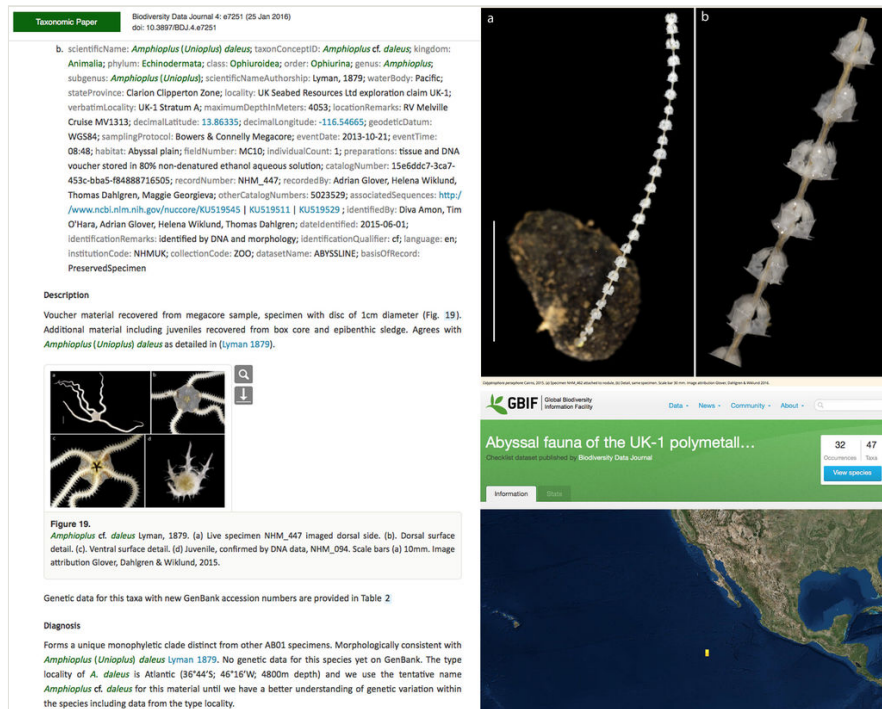 Taxonomic Paper
Biodiversity Data Journal 4: e7251 (25 Jan 2016)
doi: 10.3897/BDJ.4.e7251
b. scientificName: Amphioplus (Unioplus) daleus; taxonConceptID: Amphioplus cf. daleus; kingdom:
Animalia; phylum: Echinodermata; class: Ophiuroidea; order: Ophiurina; genus: Amphioplus;
subgenus: Amphioplus (Unioplus); scientificNameAuthorship: Lyman, 1879; waterBody: Pacific;
stateProvince: Clarion Clipperton Zone; locality: UK Seabed Resources Ltd exploration claim UK-1;
verbatimLocality: UK-1 Stratum A; maximumDepthInMeters: 4053; locationRemarks: RV Melville
Cruise MV1313; decimalLatitude: 13.86335; decimalLongitude: -116.54665; geodeticDatum:
WGS84; samplingProtocol: Bowers & Connelly Megacore; eventDate: 2013-10-21; eventTime:
08:48; habitat: Abyssal plain; fieldNumber: MC10; individualCount: 1; preparations: tissue and DNA
voucher stored in 80% non-denatured ethanol aqueous solution; catalogNumber: 15e6ddc7-3ca7-
453c-bba5-f84888716505; recordNumber: NHM_447; recordedBy: Adrian Glover, Helena Wiklund,
Thomas Dahlgren, Maggie Georgieva; otherCatalogNumbers: 5023529; associatedSequences: http:/
/www.ncbi.nlm.nih.gov/nuccore/KU519545 | KU519511 | KU519529 ; identifiedBy: Diva Amon, Tim
O'Hara, Adrian Glover, Helena Wiklund, Thomas Dahlgren; dateIdentified: 2015-06-01;
identificationRemarks: identified by DNA and morphology; identificationQualifier: cf; language: en;
institutionCode: NHMUK; collectionCode: ZOO; datasetName: ABYSSLINE; basisOfRecord:
PreservedSpecimen
Description
Voucher material recovered from megacore sample, specimen with disc of 1cm diameter (Fig. 19).
Additional material including juveniles recovered from box core and epibenthic sledge. Agrees with
Amphioplus (Unioplus) daleus as detailed in (Lyman 1879).
a
b
c
d
Figure 19.
Amphioplus cf. daleus Lyman, 1879. (a) Live specimen NHM_447 imaged dorsal side. (b). Dorsal surface
detail. (c). Ventral surface detail. (d) Juvenile, confirmed by DNA data, NHM_094. Scale bars (a) 10mm. Image
attribution Glover, Dahlgren & Wiklund, 2015.
Genetic data for this taxa with new GenBank accession numbers are provided in Table 2
Diagnosis
Forms a unique monophyletic clade distinct from other AB01 specimens. Morphologically consistent with
Amphioplus (Unioplus) daleus Lyman 1879. No genetic data for this species yet on GenBank. The type
locality of A. daleus is Atlantic (36°44'S; 46°16'W; 4800m depth) and we use the tentative name
Amphioplus cf. daleus for this material until we have a better understanding of genetic variation within
the species including data from the type locality.
a
b
GBIF Global Biodiversity
Information Facility
Data
News
Community
About
Abyssal fauna of the UK-1 polymetall...
Checklist dataset published by Biodiversity Data Journal
32
47
Occurrences
Taxa
View species
Information
Stats